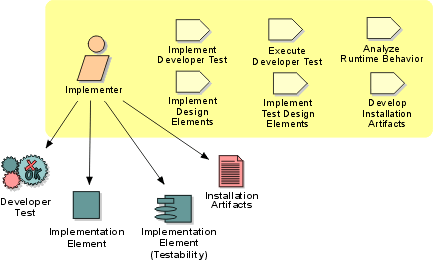 Implement
Developer Test
Execute
Developer Test
Analyze
Runtime Behavior
Implementer
Implement
Design
Elements
Implement
Test Design
Elements
Develop
Installation
Artifacts
OK
Developer
Test
Implementation
Element
Implementation
Element
(Testability)
Installation
Artifacts